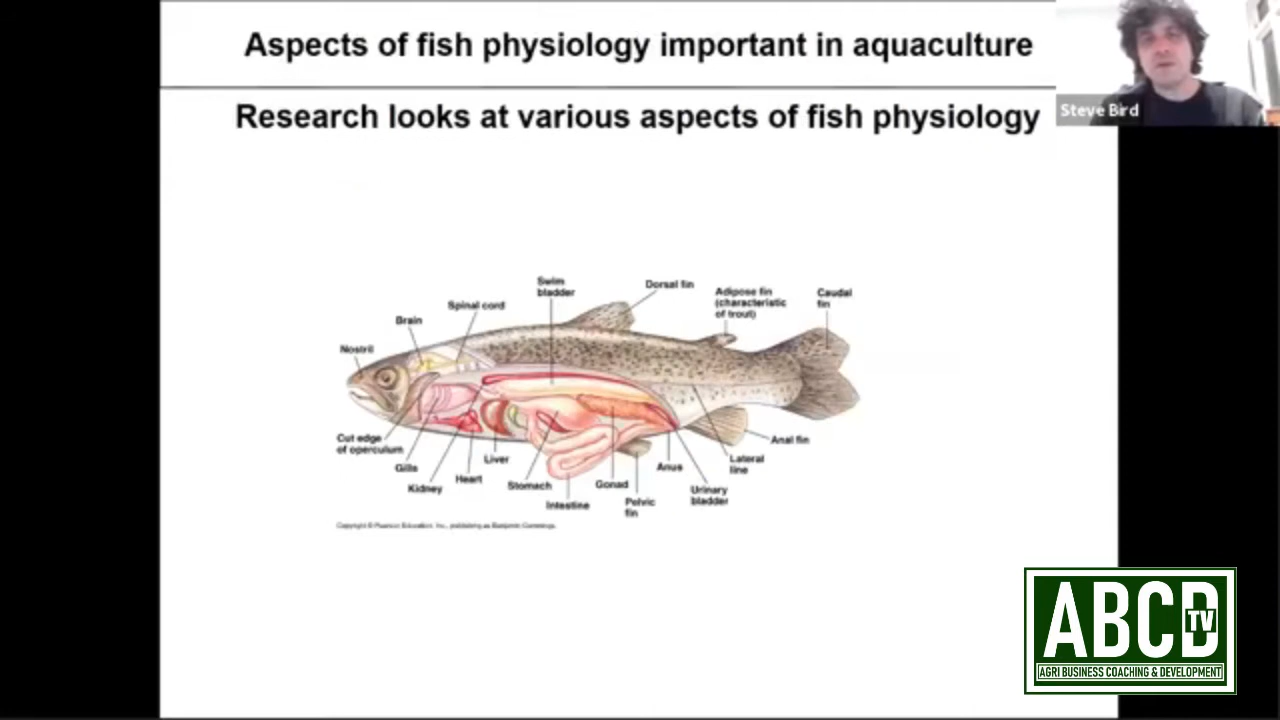 Aspects of fish physiology important in aquaculture
Steve Bird
Research looks at various aspects of fish physiology
Swim
bladder
Dorsal fin
Adipose fin
(characteristic
of trout)
Caudal
fin
Spinal cord
Brain
Nostril
Cut edge
of operculum
Gills
Kidney
Heart
Liver
Stomach
Intestine
Gonad
Pelvic
fin
Anus
Urinary
bladder
Lateral
line
Anal fin
Copyright © Pearson Education, Inc., publishing as Benjamin Cummings.
ABCD
TV
AGRI BUSINESS COACHING & DEVELOPMENT